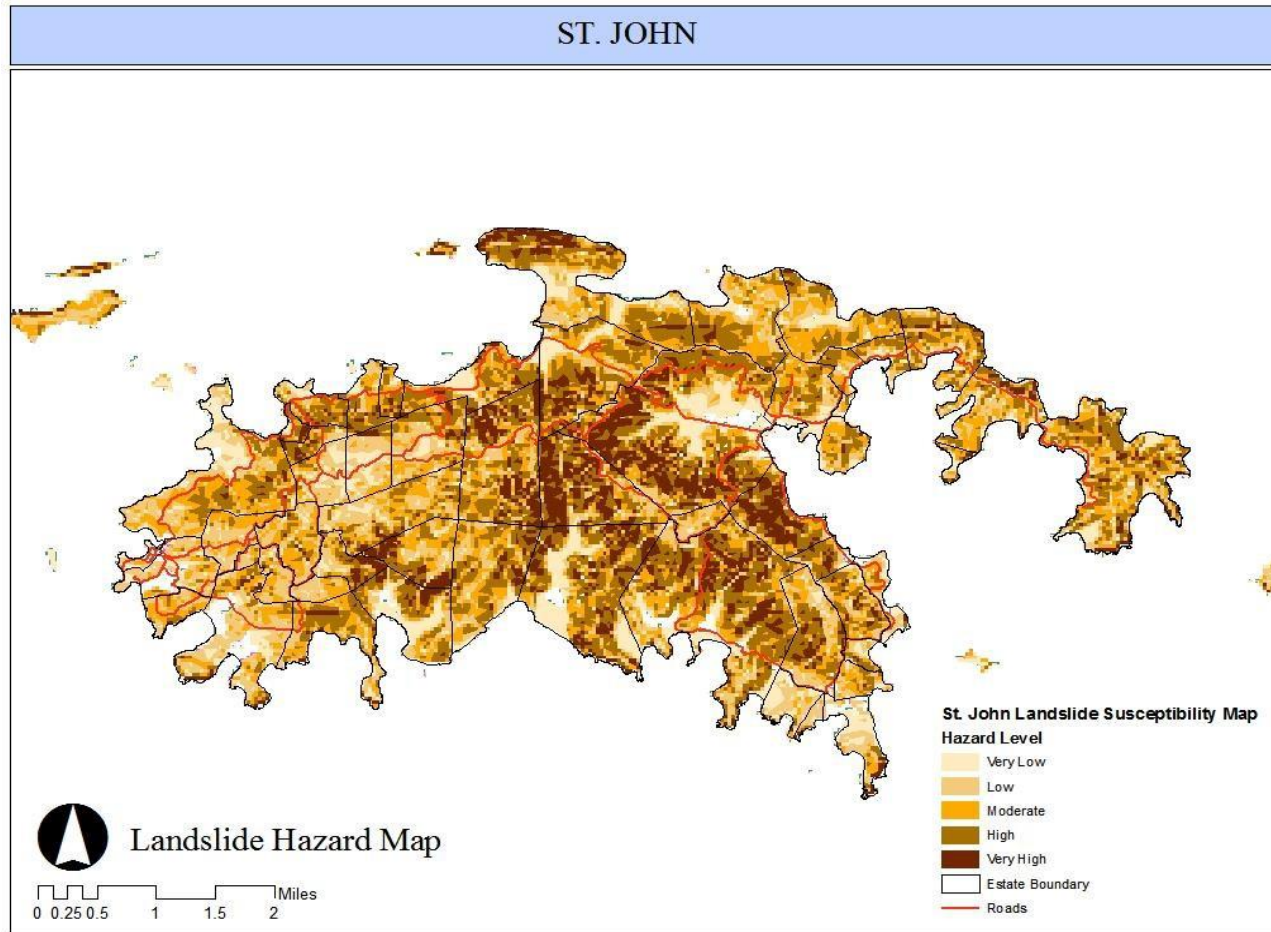 ST. JOHN
St. John Landslide Susceptibility Map
Hazard Level
Very Low
Low
Moderate
High
Very High
Estate Boundary
Roads
Landslide Hazard Map
Miles
0 0.25 0.5 1 1.5 2